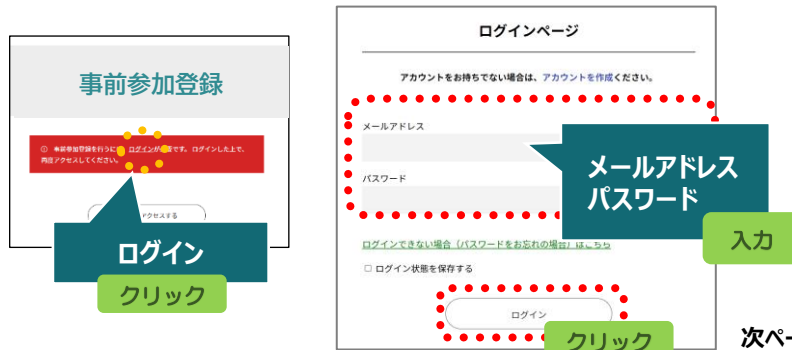 事前参加登録
① 事前参加登録を行うには ログインが必要です。 ログインした上で、
再度アクセスしてください。
アクセスする
ログイン
クリック
ログインページ
アカウントをお持ちでない場合は、アカウントを作成ください。
メールアドレス
パスワード
メールアドレス
パスワード
入力
ログインできない場合（パスワードをお忘れの場合）はこちら
ログイン状態を保存する
ログイン
クリック
次ペー